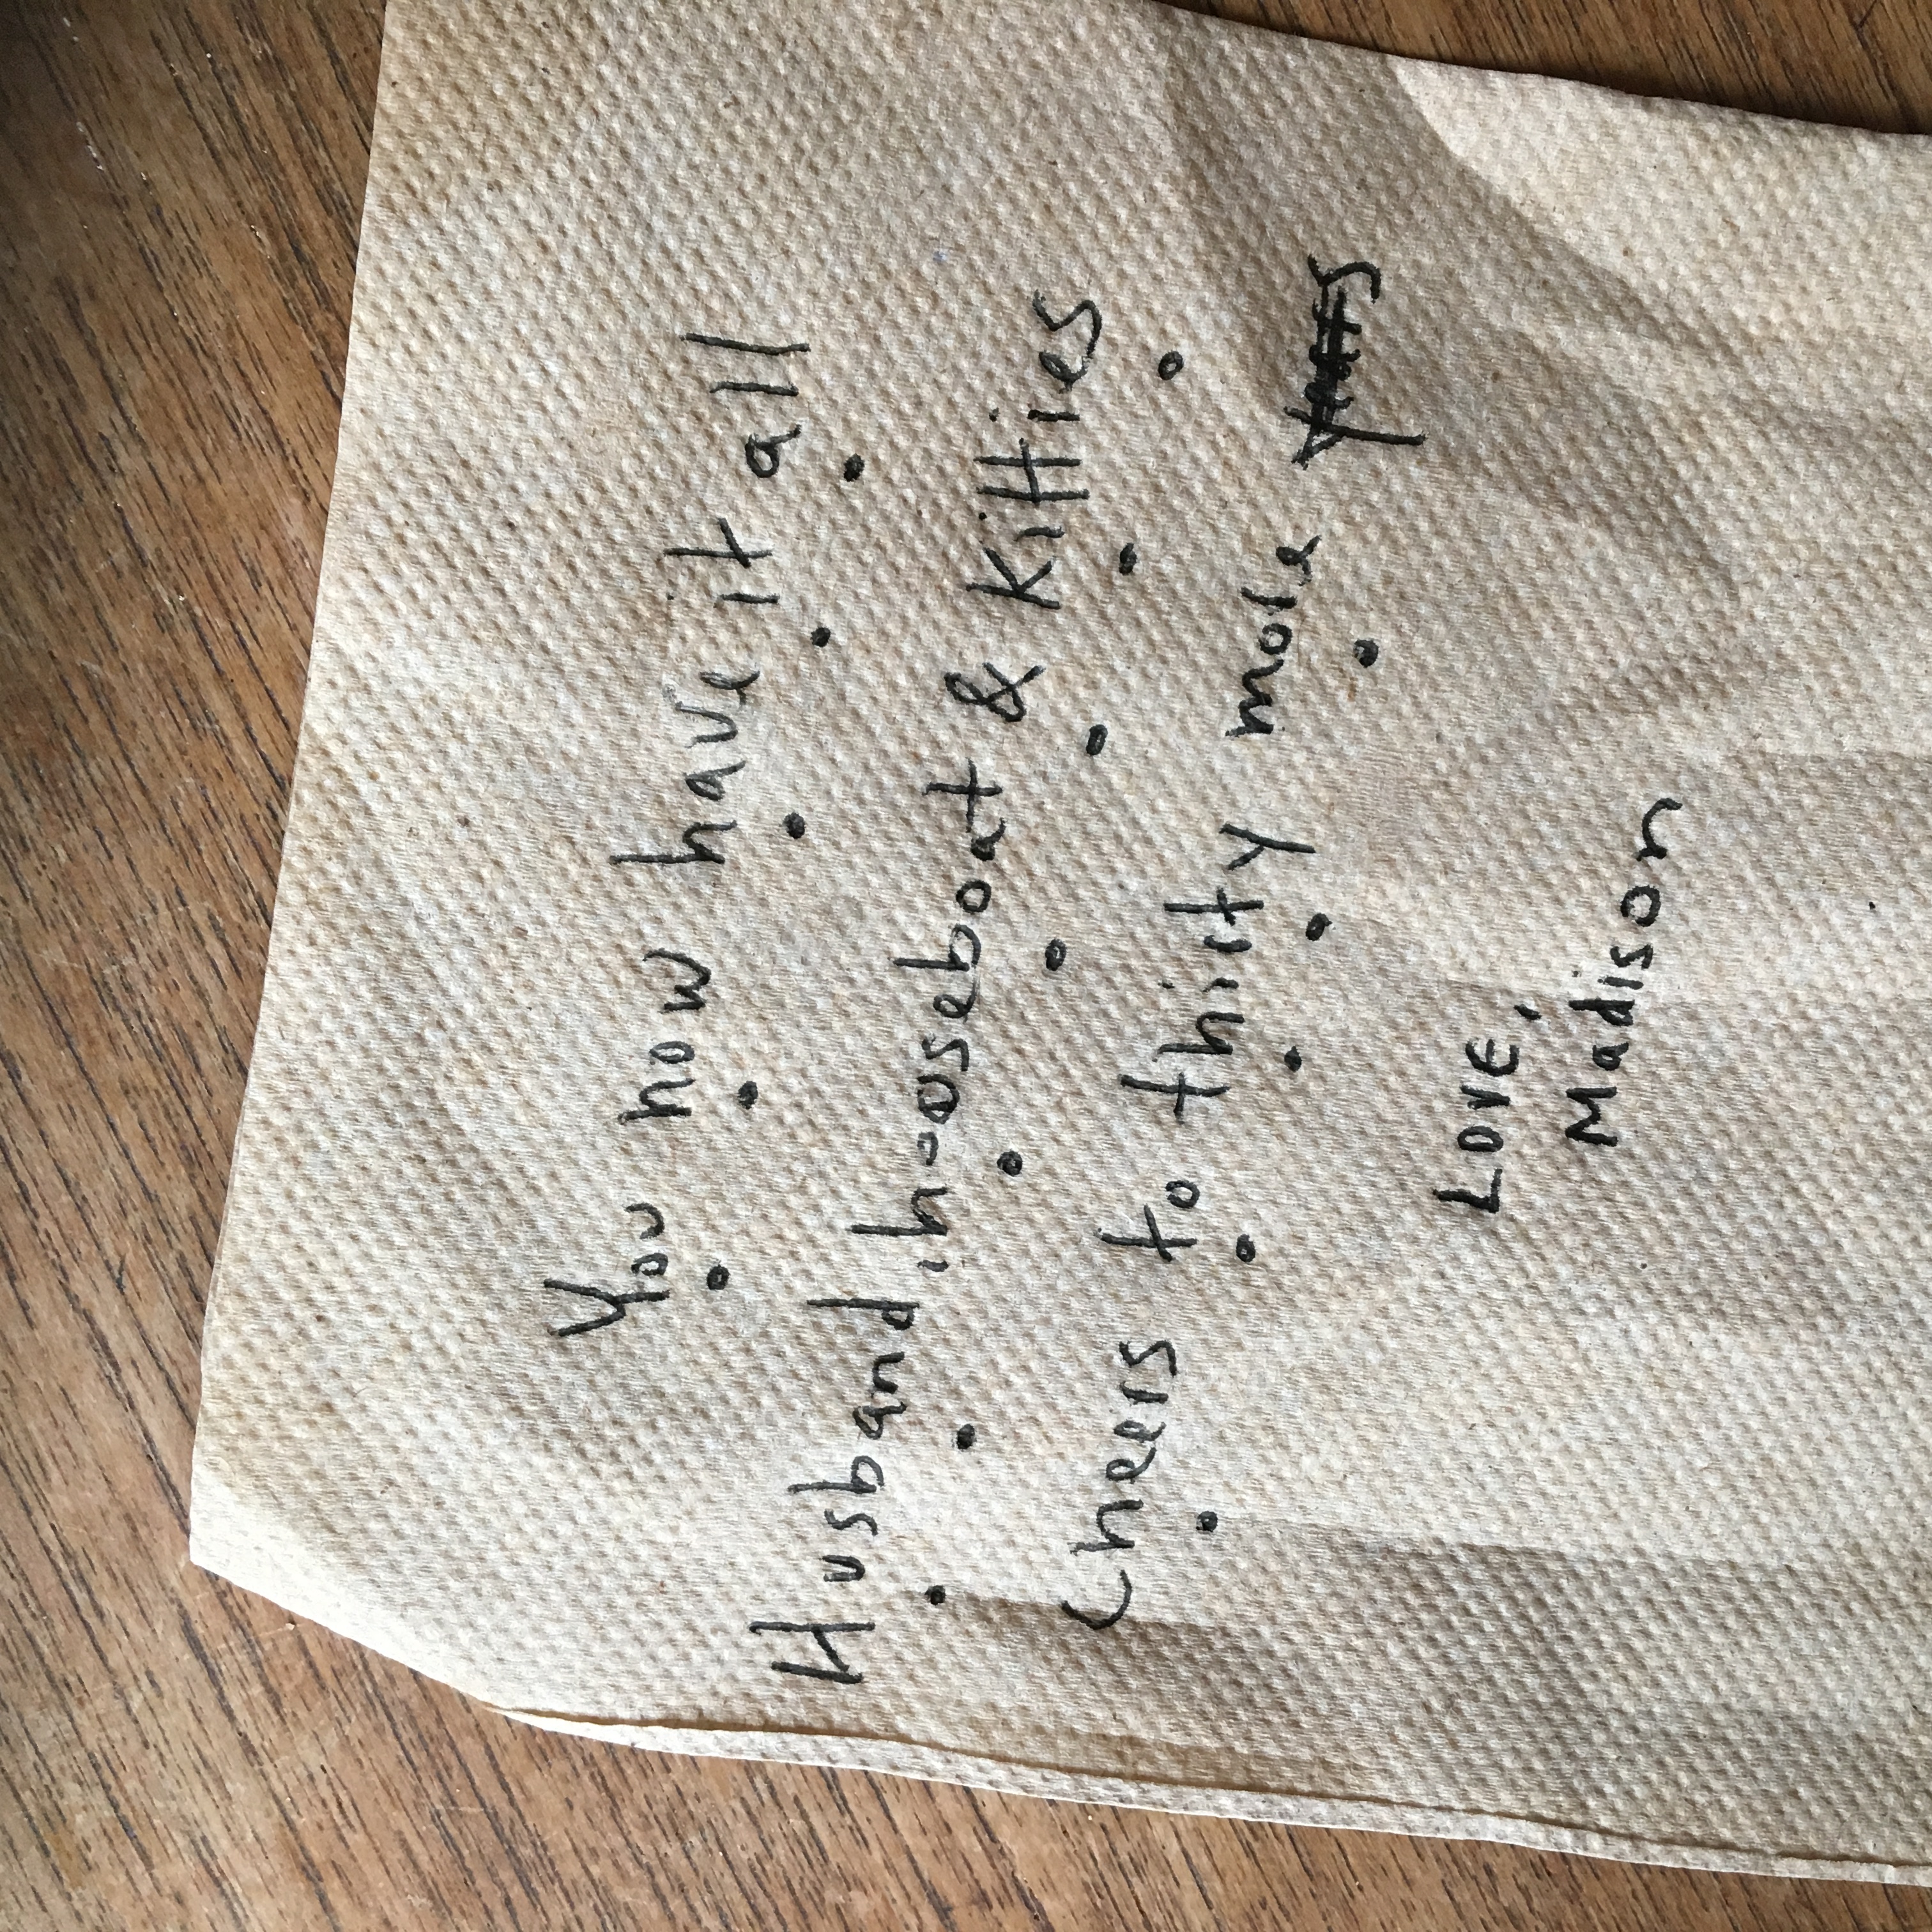 You now have it all
Husband, houseboat & Kitties
Cheers to thirty more years
LOVE,
Madison